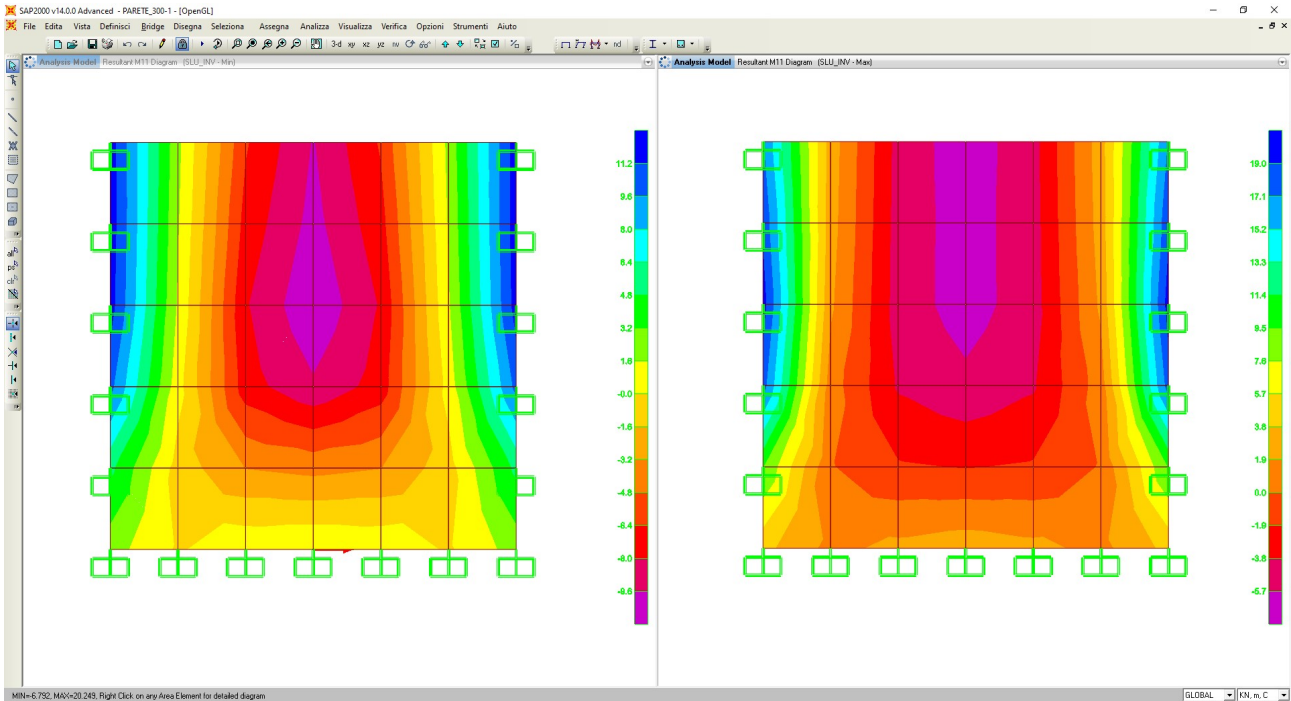 SAP2000 v14.0.0 Advanced - PARETE_300-1 - [OpenGL]
File Edita Vista Definisci Bridge Disegna Seleziona Assegna Analizza Visualizza Verifica Opzioni Strumenti Aiuto
3-d xy xz yz nv nd
Analysis Model Resultant M11 Diagram (SLU_INV - Min)
Analysis Model Resultant M11 Diagram (SLU_INV - Max)
all
ps
clr
11.2
9.6
8.0
6.4
4.8
3.2
1.6
-0.0
-1.6
-3.2
-4.8
-6.4
-8.0
-9.6
19.0
17.1
15.2
13.3
11.4
9.5
7.6
5.7
3.8
1.9
0.0
-1.9
-3.8
-5.7
MIN=-6.792, MAX=20.249, Right Click on any Area Element for detailed diagram
GLOBAL
KN, m, C